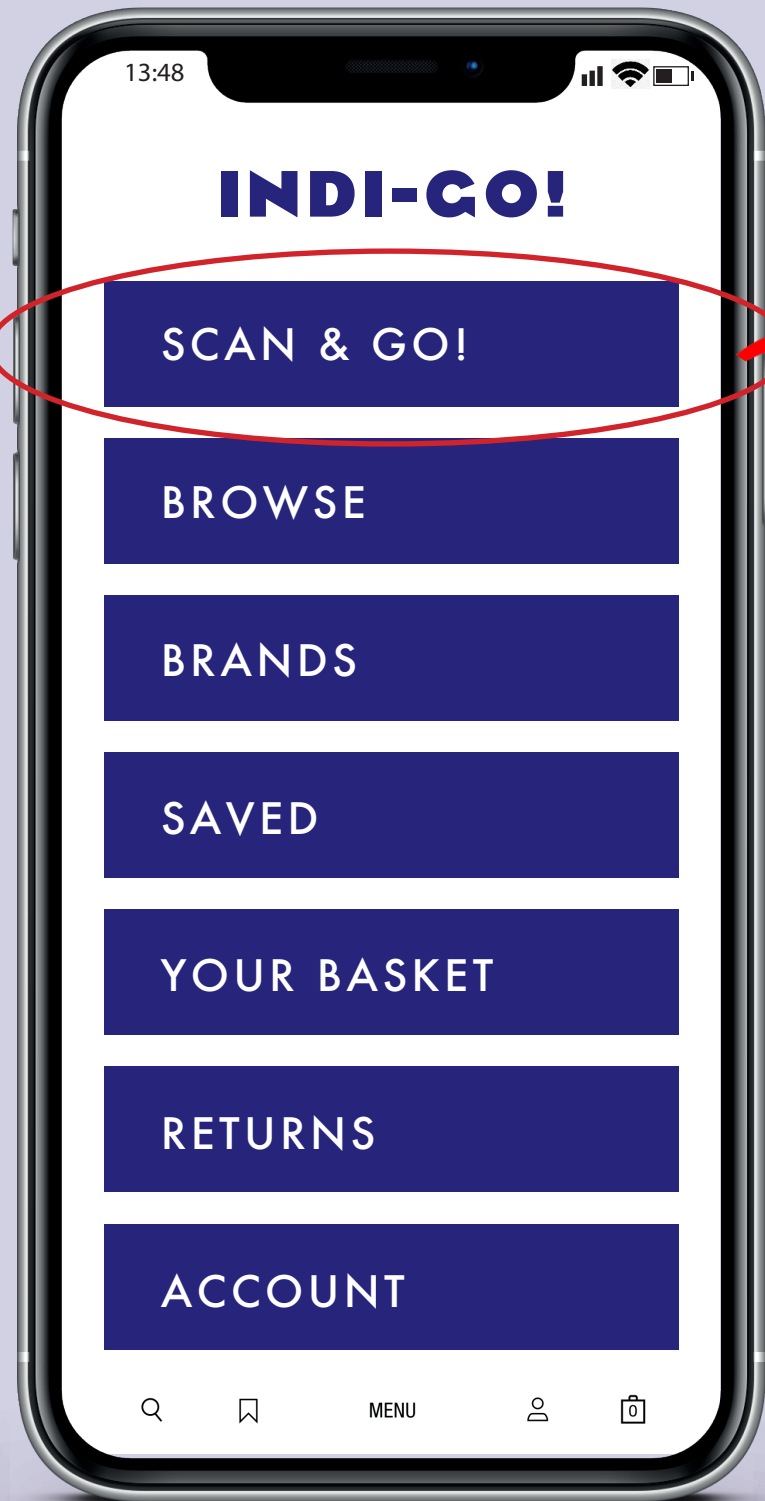 13:48
INDI-GO!
SCAN & GO!
BROWSE
BRANDS
SAVED
YOUR BASKET
RETURNS
ACCOUNT
MENU
0